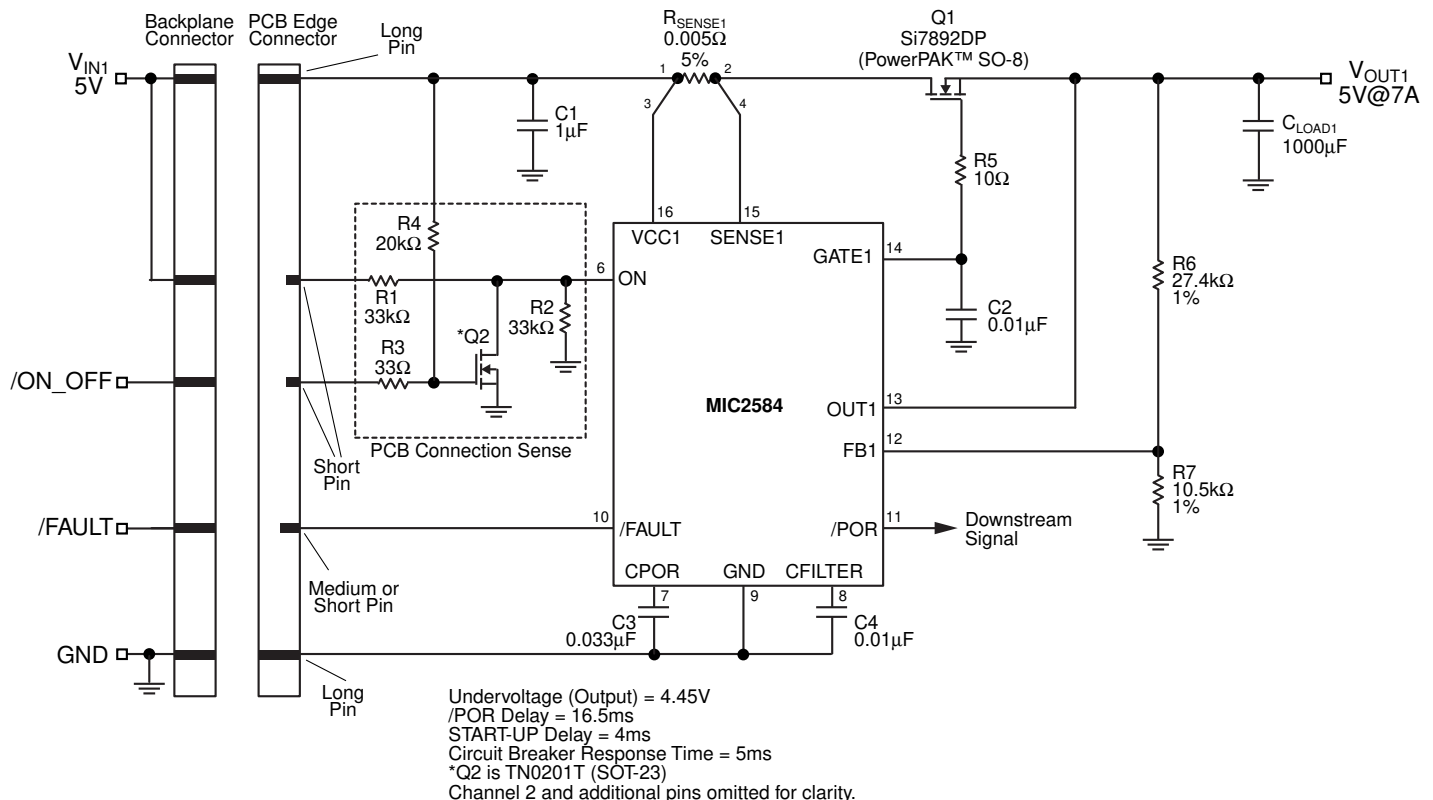 Backplane
Connector
PCB Edge
Connector
Long
Pin
RSENSE1
0.005Ω
5%
Q1
Si7892DP
(PowerPAK™ SO-8)
VIN1
5V
1
2
3
4
VOUT1
5V@7A
C1
1µF
CLOAD1
1000µF
R5
10Ω
R4
20kΩ
16
15
VCC1
SENSE1
GATE1
14
6
ON
R1
33kΩ
R2
33kΩ
R6
27.4kΩ
1%
C2
0.01µF
*Q2
R3
33Ω
/ON_OFF
MIC2584
OUT1
13
PCB Connection Sense
FB1
12
Short
Pin
R7
10.5kΩ
1%
/FAULT
10
/FAULT
/POR
11
Downstream
Signal
CPOR
GND
CFILTER
Medium or
Short Pin
7
9
8
C3
0.033µF
C4
0.01µF
GND
Long
Pin
Undervoltage (Output) = 4.45V
/POR Delay = 16.5ms
START-UP Delay = 4ms
Circuit Breaker Response Time = 5ms
*Q2 is TN0201T (SOT-23)
Channel 2 and additional pins omitted for clarity.